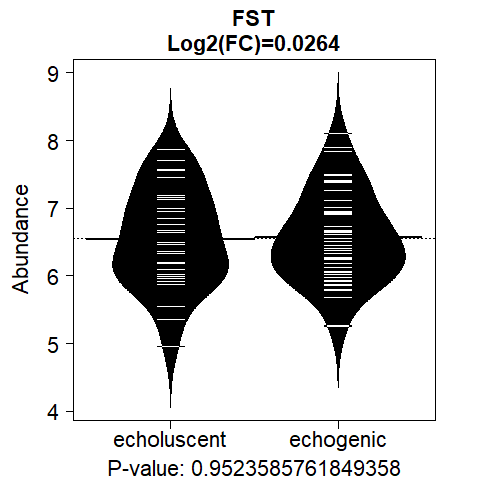 FST
Log2(FC)=0.0264
Abundance
9
8
7
6
5
4
echoluscent echogenic
P-value: 0.9523585761849358